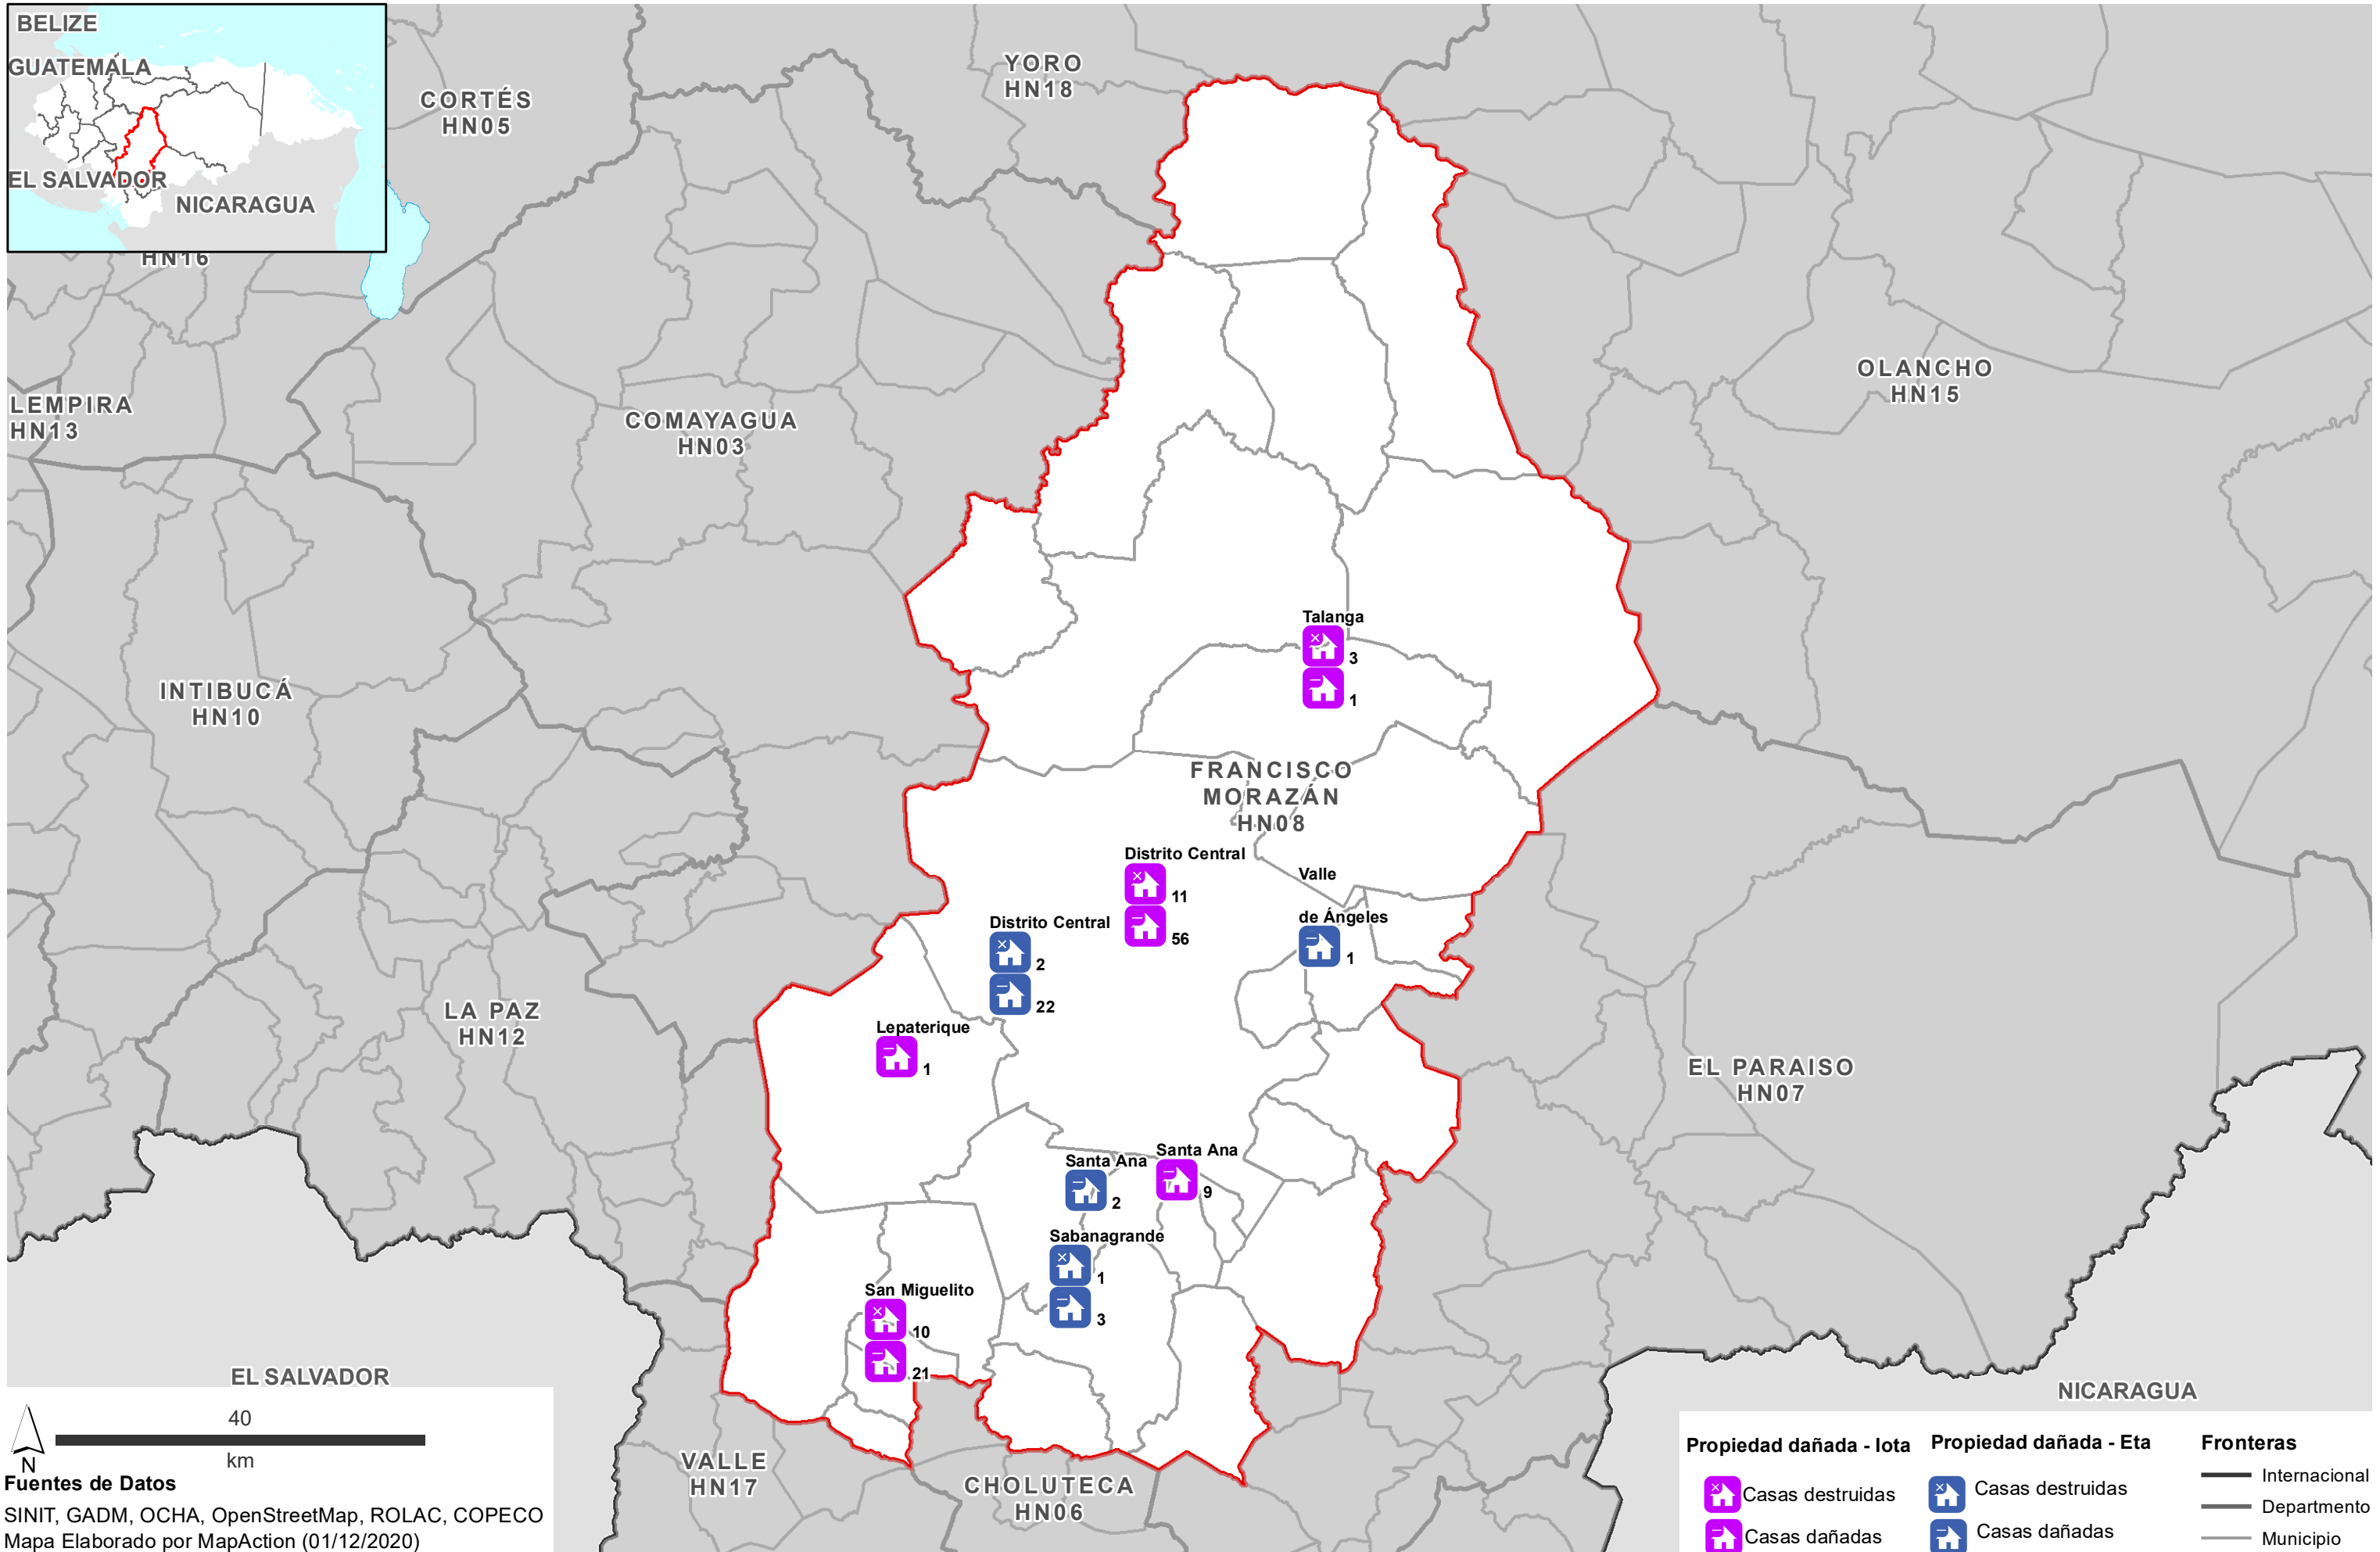 BELIZE
GUATEMALA
EL SALVADOR
NICARAGUA
HN16
CORTÉS
HN05
YORO
HN18
OLANCHO
HN15
LEMPIRA
HN13
COMAYAGUA
HN03
Talanga
3
1
INTIBUCÁ
HN10
FRANCISCO
MORAZÁN
HN08
Distrito Central
11
56
Valle
de Ángeles
1
Distrito Central
2
22
LA PAZ
HN12
Lepaterique
1
EL PARAISO
HN07
Santa Ana
2
Santa Ana
9
Sabanagrande
1
3
San Miguelito
10
21
EL SALVADOR
NICARAGUA
VALLE
HN17
CHOLUTECA
HN06
40
km
N
Fuentes de Datos
SINIT, GADM, OCHA, OpenStreetMap, ROLAC, COPECO
Mapa Elaborado por MapAction (01/12/2020)
Propiedad dañada - Iota
Casas destruidas
Casas dañadas
Propiedad dañada - Eta
Casas destruidas
Casas dañadas
Fronteras
Internacional
Departmento
Municipio